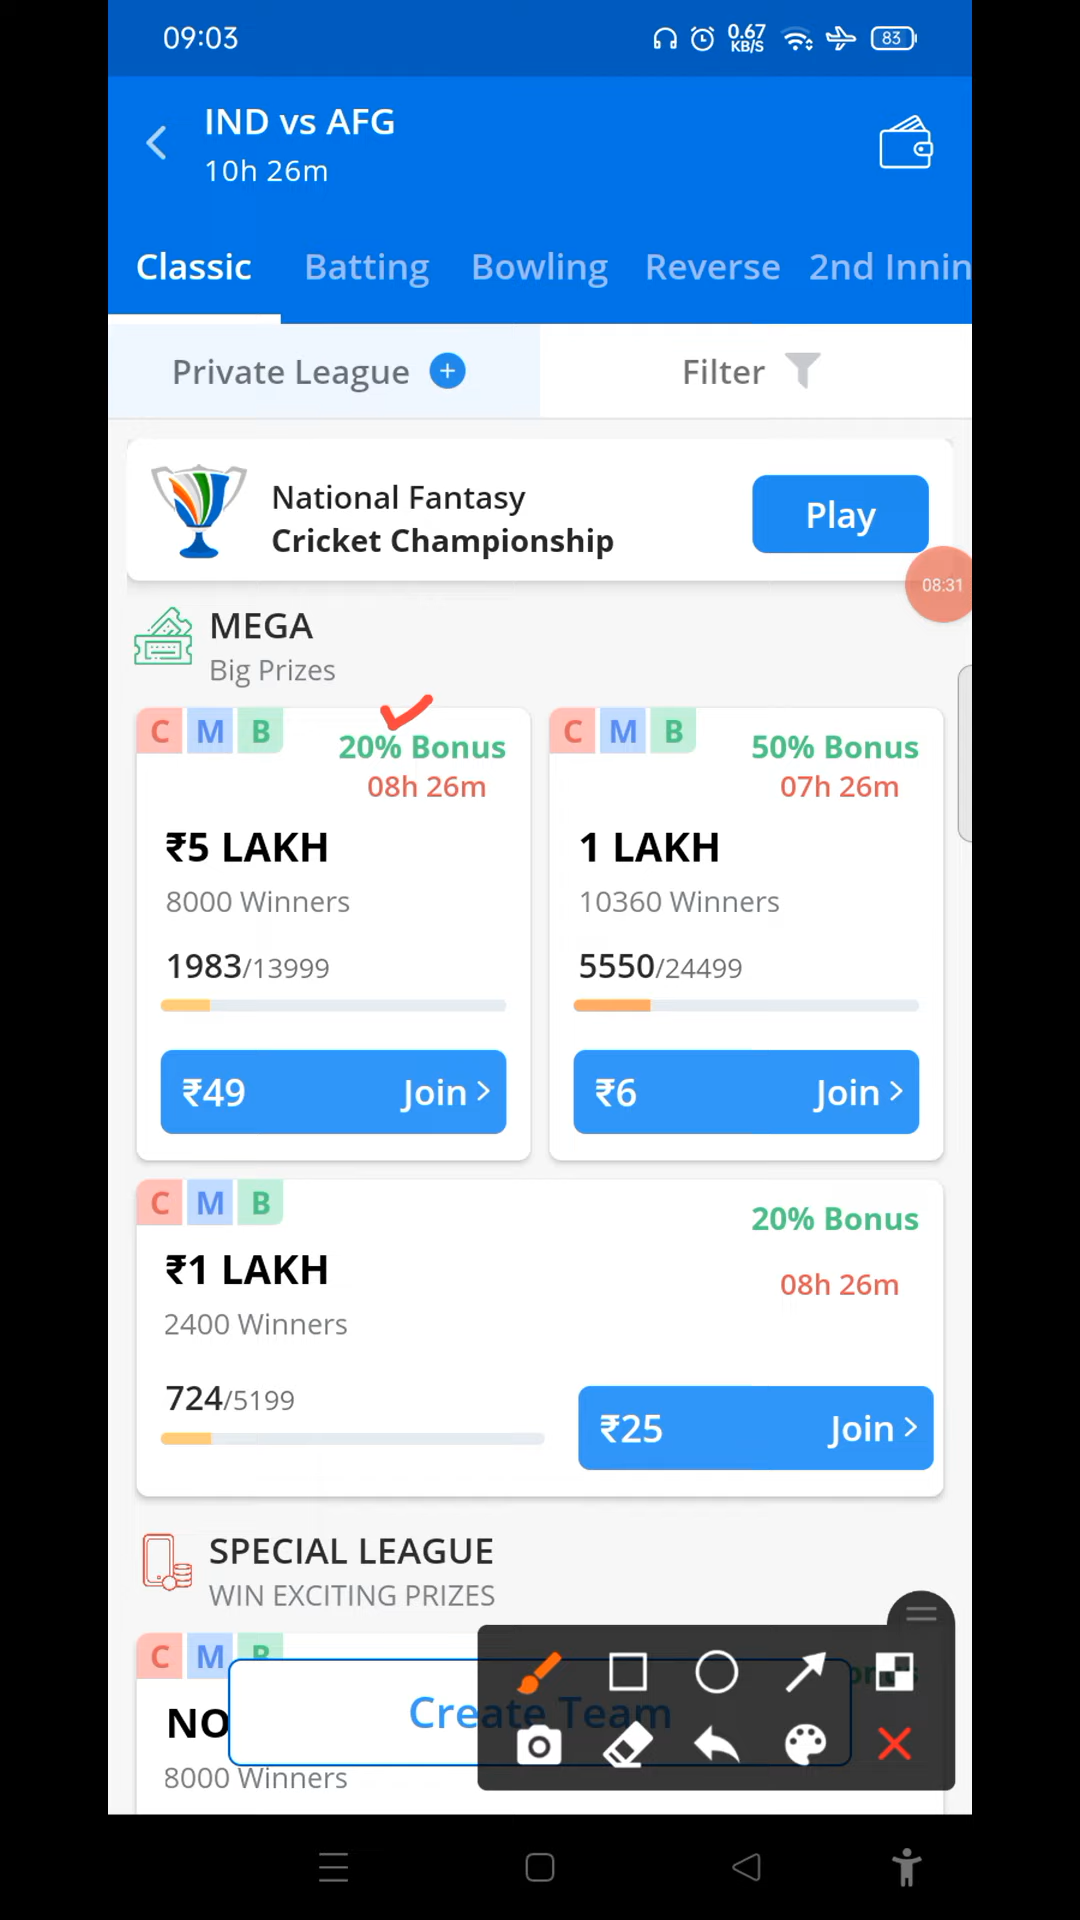 09:03
0.67
KB/S
83
IND vs AFG
10h 26m
Classic
Batting
Bowling
Reverse
2nd Innin
Private League +
Filter
National Fantasy
Cricket Championship
Play
08:31
MEGA
Big Prizes
C M B
20% Bonus
08h 26m
₹5 LAKH
8000 Winners
1983/13999
₹49 Join >
C M B
50% Bonus
07h 26m
1 LAKH
10360 Winners
5550/24499
₹6 Join >
C M B
20% Bonus
₹1 LAKH
08h 26m
2400 Winners
724/5199
₹25 Join >
SPECIAL LEAGUE
WIN EXCITING PRIZES
C M B
NO
Create Team
8000 Winners